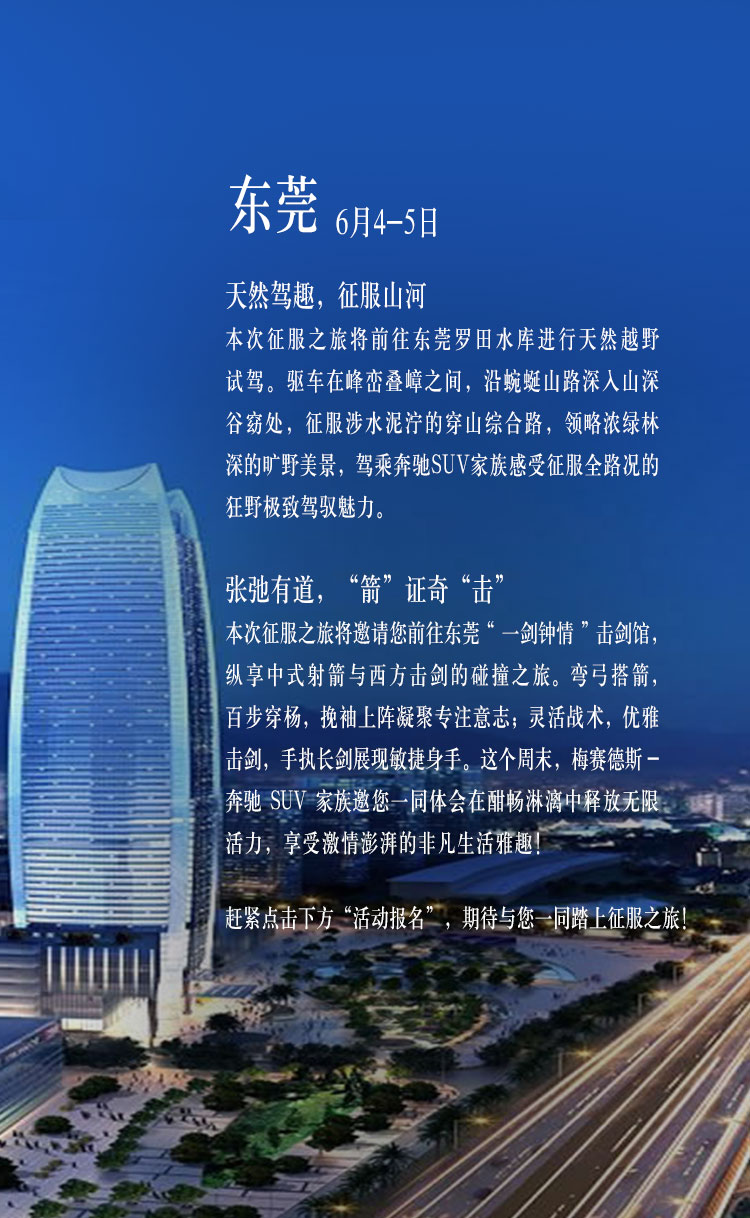 东莞 6月4-5日
天然驾趣，征服山河
本次征服之旅将前往东莞罗田水库进行天然越野
试驾。驱车在峰峦叠嶂之间，沿蜿蜒山路深入山深
谷窈处，征服涉水泥泞的穿山综合路，领略浓绿林
深的旷野美景，驾乘奔驰SUV家族感受征服全路况的
狂野极致驾驭魅力。
张弛有道，“箭”证奇“击”
本次征服之旅将邀请您前往东莞“一剑钟情”击剑馆，
纵享中式射箭与西方击剑的碰撞之旅。弯弓搭箭，
百步穿杨，挽袖上阵凝聚专注意志；灵活战术，优雅
击剑，手执长剑展现敏捷身手。这个周末，梅赛德斯-
奔驰 SUV 家族邀您一同体会在酣畅淋漓中释放无限
活力，享受激情澎湃的非凡生活雅趣！
赶紧点击下方“活动报名”，期待与您一同踏上征服之旅！